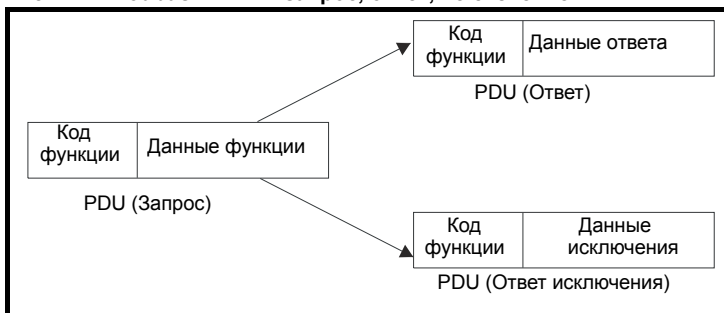 Код
функции
Данные ответа
PDU (Ответ)
Код
функции
Данные функции
PDU (Запрос)
Код
функции
Данные
исключения
PDU (Ответ исключения)